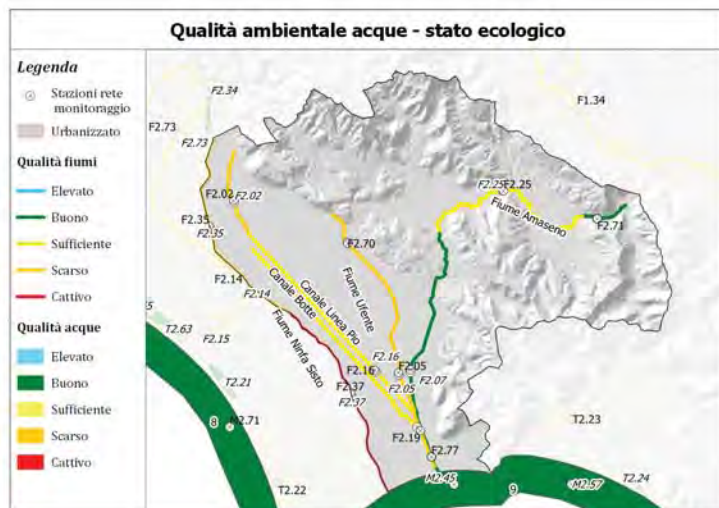 Qualità ambientale acque - stato ecologico
Legenda
Stazioni rete
monitoraggio
Urbanizzato
Qualità fiumi
Elevato
Buono
Sufficiente
Scarso
Cattivo
Qualità acque
Elevato
Buono
Sufficiente
Scarso
Cattivo
F2.34
F2.73
F2.73
F1.34
F2.02
F2.02
F2.25
F2.25
Fiume Amaseno
F2.71
F2.35
F2.35
F2.70
F2.14
F2.14
Canale Linea Pio
Canale Botte
Fiume Ufente
Fiume Ninfa Sisto
T2.63
F2.15
T2.21
F2.16
F2.16
F2.05
F2.05
F2.07
F2.37
F2.37
8
M2.71
F2.19
F2.77
T2.23
T2.22
M2.45
9
M2.57
T2.24